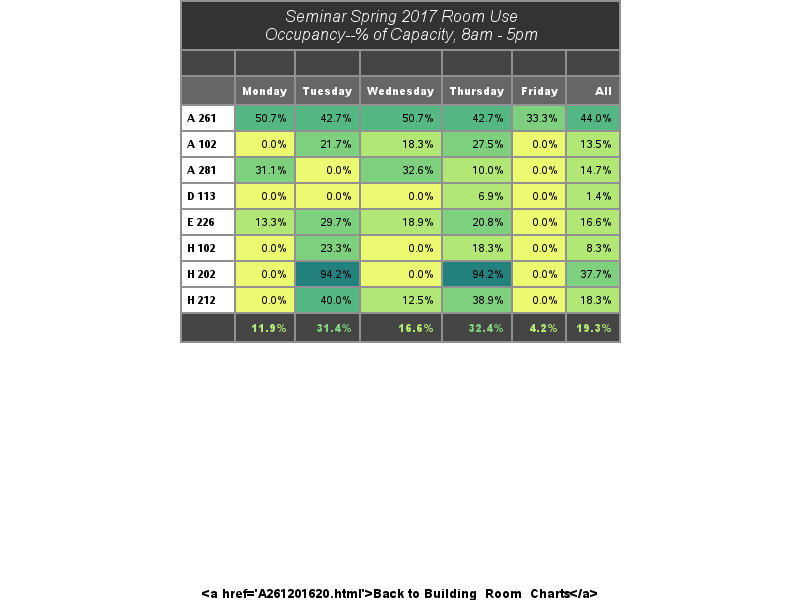 Seminar Spring 2017 Room Use
Occupancy--% of Capacity, 8am - 5pm
Monday Tuesday Wednesday Thursday Friday All
A 261 50.7% 42.7% 50.7% 42.7% 33.3% 44.0%
A 102 0.0% 21.7% 18.3% 27.5% 0.0% 13.5%
A 281 31.1% 0.0% 32.6% 10.0% 0.0% 14.7%
D 113 0.0% 0.0% 0.0% 6.9% 0.0% 1.4%
E 226 13.3% 29.7% 18.9% 20.8% 0.0% 16.6%
H 102 0.0% 23.3% 0.0% 18.3% 0.0% 8.3%
H 202 0.0% 94.2% 0.0% 94.2% 0.0% 37.7%
H 212 0.0% 40.0% 12.5% 38.9% 0.0% 18.3%
11.9% 31.4% 16.6% 32.4% 4.2% 19.3%
<a href='A261201620.html'>Back to Building_Room_Charts</a>